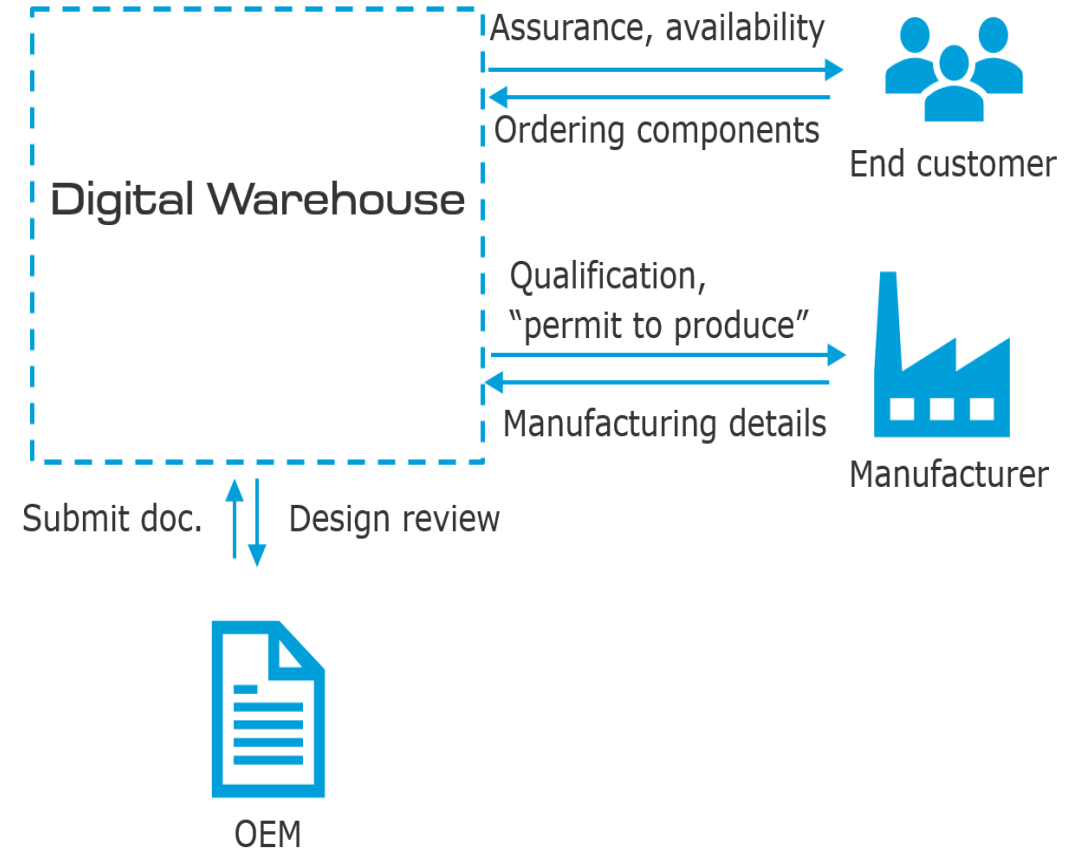 Assurance, availability
Ordering components
End customer
Digital Warehouse
Qualification,
“permit to produce”
Manufacturing details
Manufacturer
Submit doc.
Design review
OEM